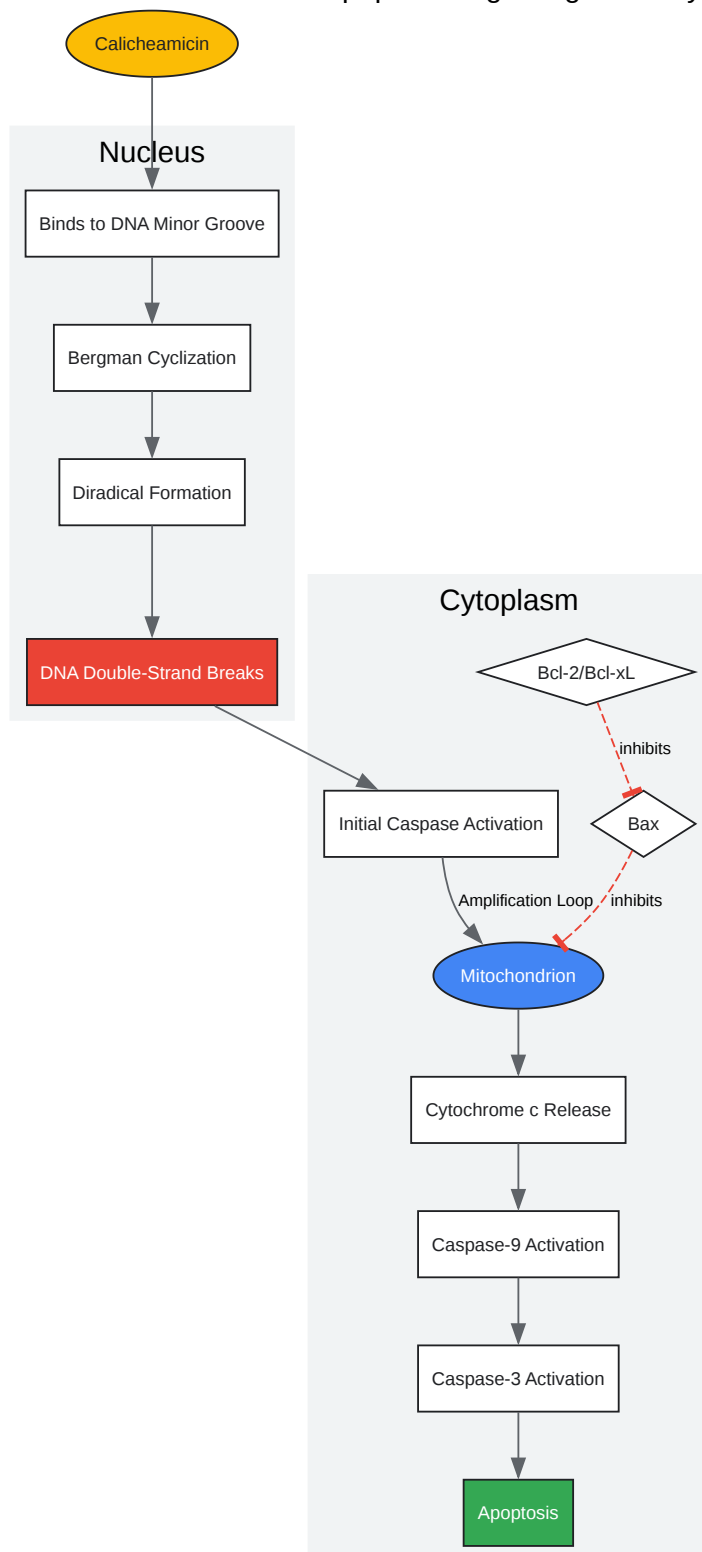 Calicheamicin
Nucleus
Binds to DNA Minor Groove
Bergman Cyclization
Diradical Formation
DNA Double-Strand Breaks
Cytoplasm
Bcl-2/Bcl-xL
inhibits
Initial Caspase Activation
Bax
Amplification Loop
inhibits
Mitochondrion
Cytochrome c Release
Caspase-9 Activation
Caspase-3 Activation
Apoptosis